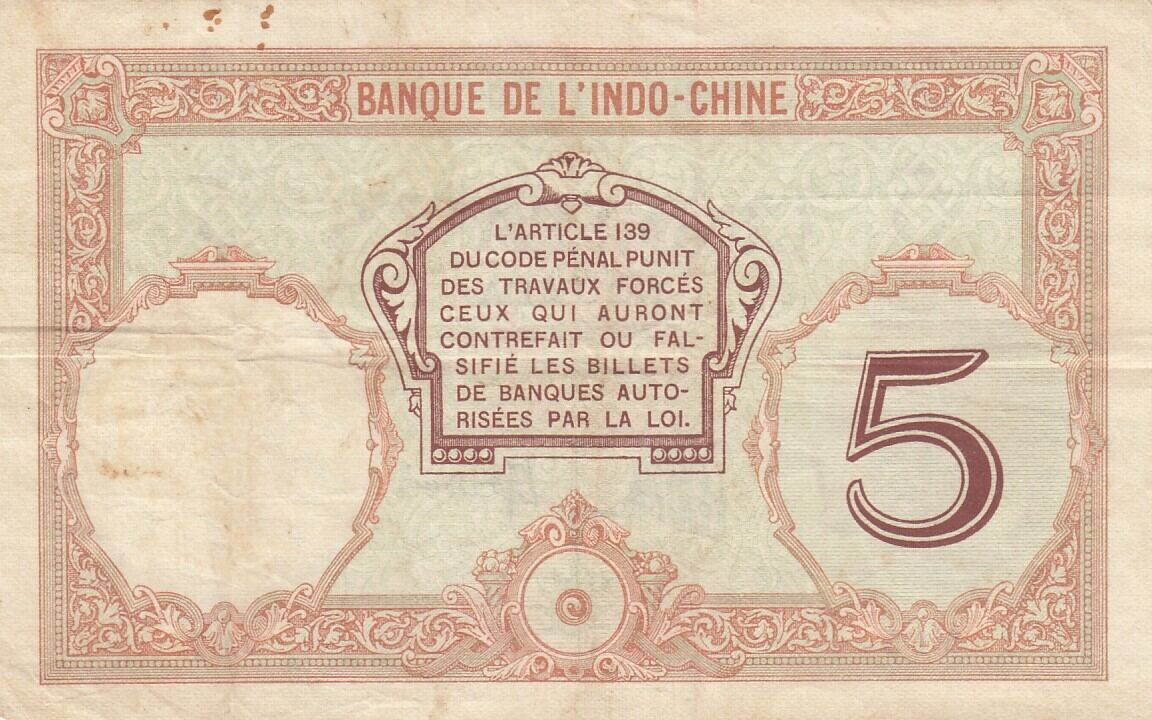 BANQUE DE L'INDO-CHINE
L'ARTICLE 139
DU CODE PÉNAL PUNIT
DES TRAVAUX FORCÉS
CEUX QUI AURONT
CONTREFAIT OU FAL-
SIFIÉ LES BILLETS
DE BANQUES AUTO-
RISÉES PAR LA LOI.
5